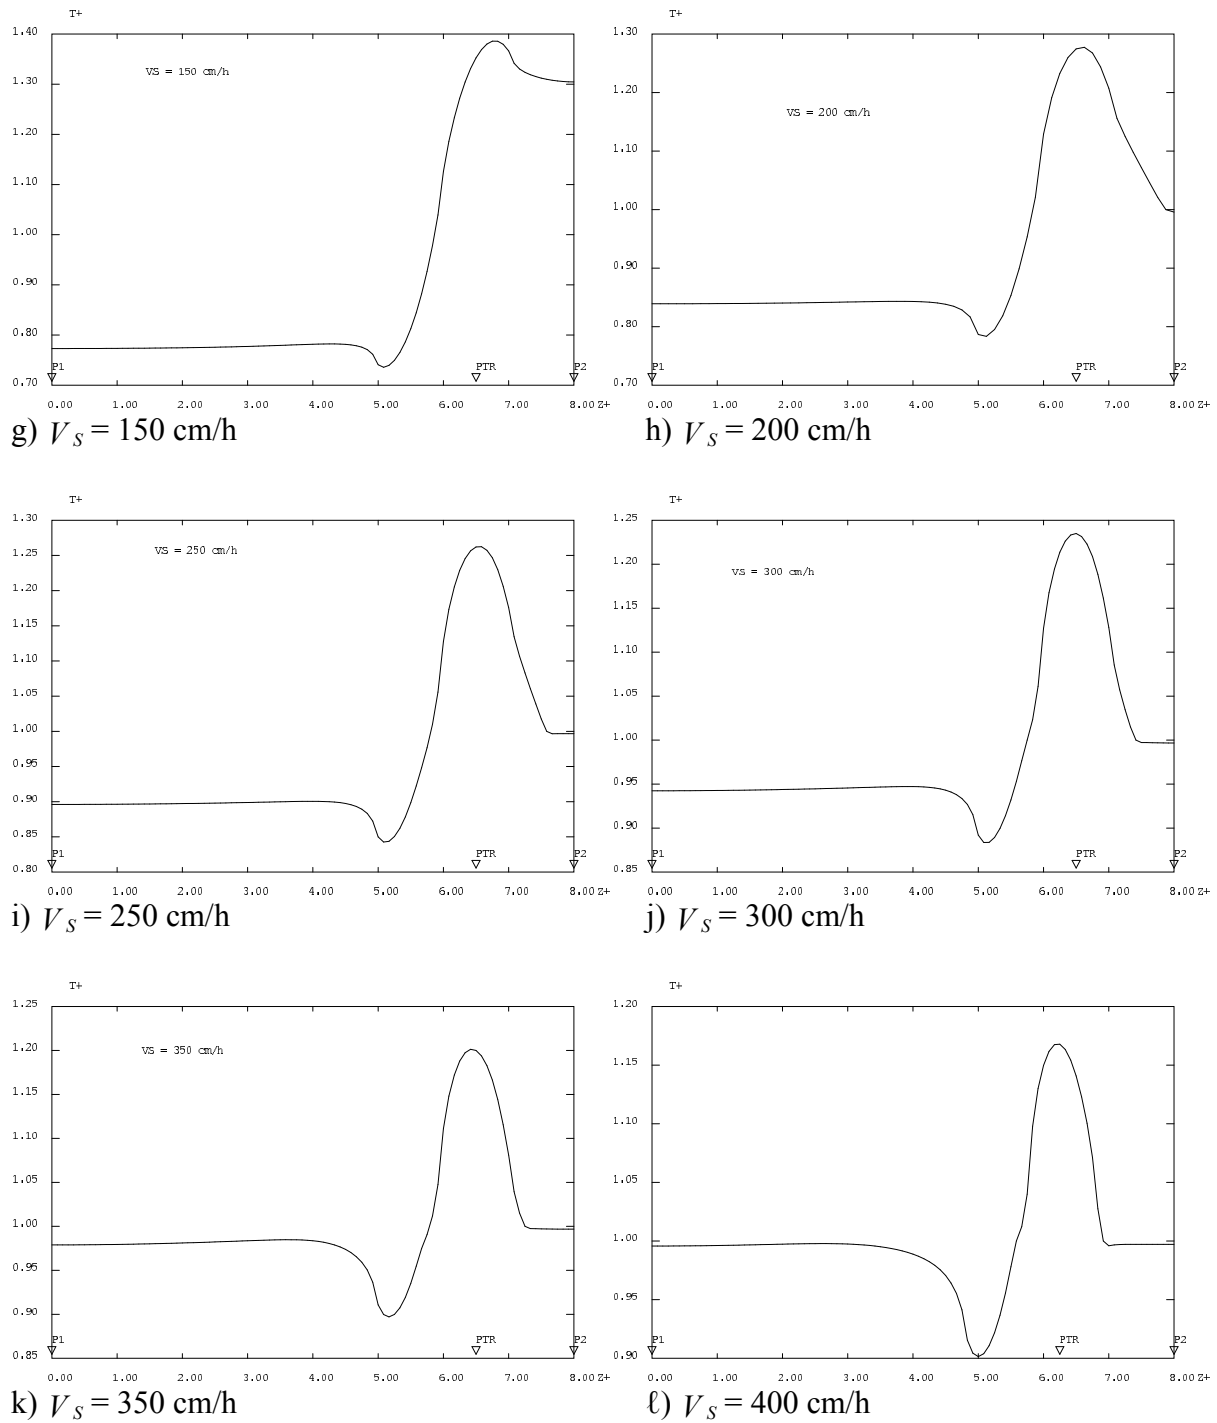 T+
1.40
1.30
1.20
1.10
1.00
0.90
0.80
0.70
VS = 150 cm/h
P1 PTR P2
0.00 1.00 2.00 3.00 4.00 5.00 6.00 7.00 8.00 Z+
g) V_S = 150 cm/h
T+
1.30
1.20
1.10
1.00
0.90
0.80
0.70
VS = 200 cm/h
P1 PTR P2
0.00 1.00 2.00 3.00 4.00 5.00 6.00 7.00 8.00 Z+
h) V_S = 200 cm/h
T+
1.30
1.25
1.20
1.15
1.10
1.05
1.00
0.95
0.90
0.85
0.80
VS = 250 cm/h
P1 PTR P2
0.00 1.00 2.00 3.00 4.00 5.00 6.00 7.00 8.00 Z+
i) V_S = 250 cm/h
T+
1.25
1.20
1.15
1.10
1.05
1.00
0.95
0.90
0.85
VS = 300 cm/h
P1 PTR P2
0.00 1.00 2.00 3.00 4.00 5.00 6.00 7.00 8.00 Z+
j) V_S = 300 cm/h
T+
1.25
1.20
1.15
1.10
1.05
1.00
0.95
0.90
0.85
VS = 350 cm/h
P1 PTR P2
0.00 1.00 2.00 3.00 4.00 5.00 6.00 7.00 8.00 Z+
k) V_S = 350 cm/h
T+
1.20
1.15
1.10
1.05
1.00
0.95
0.90
P1 PTR P2
0.00 1.00 2.00 3.00 4.00 5.00 6.00 7.00 8.00 Z+
ℓ) V_S = 400 cm/h